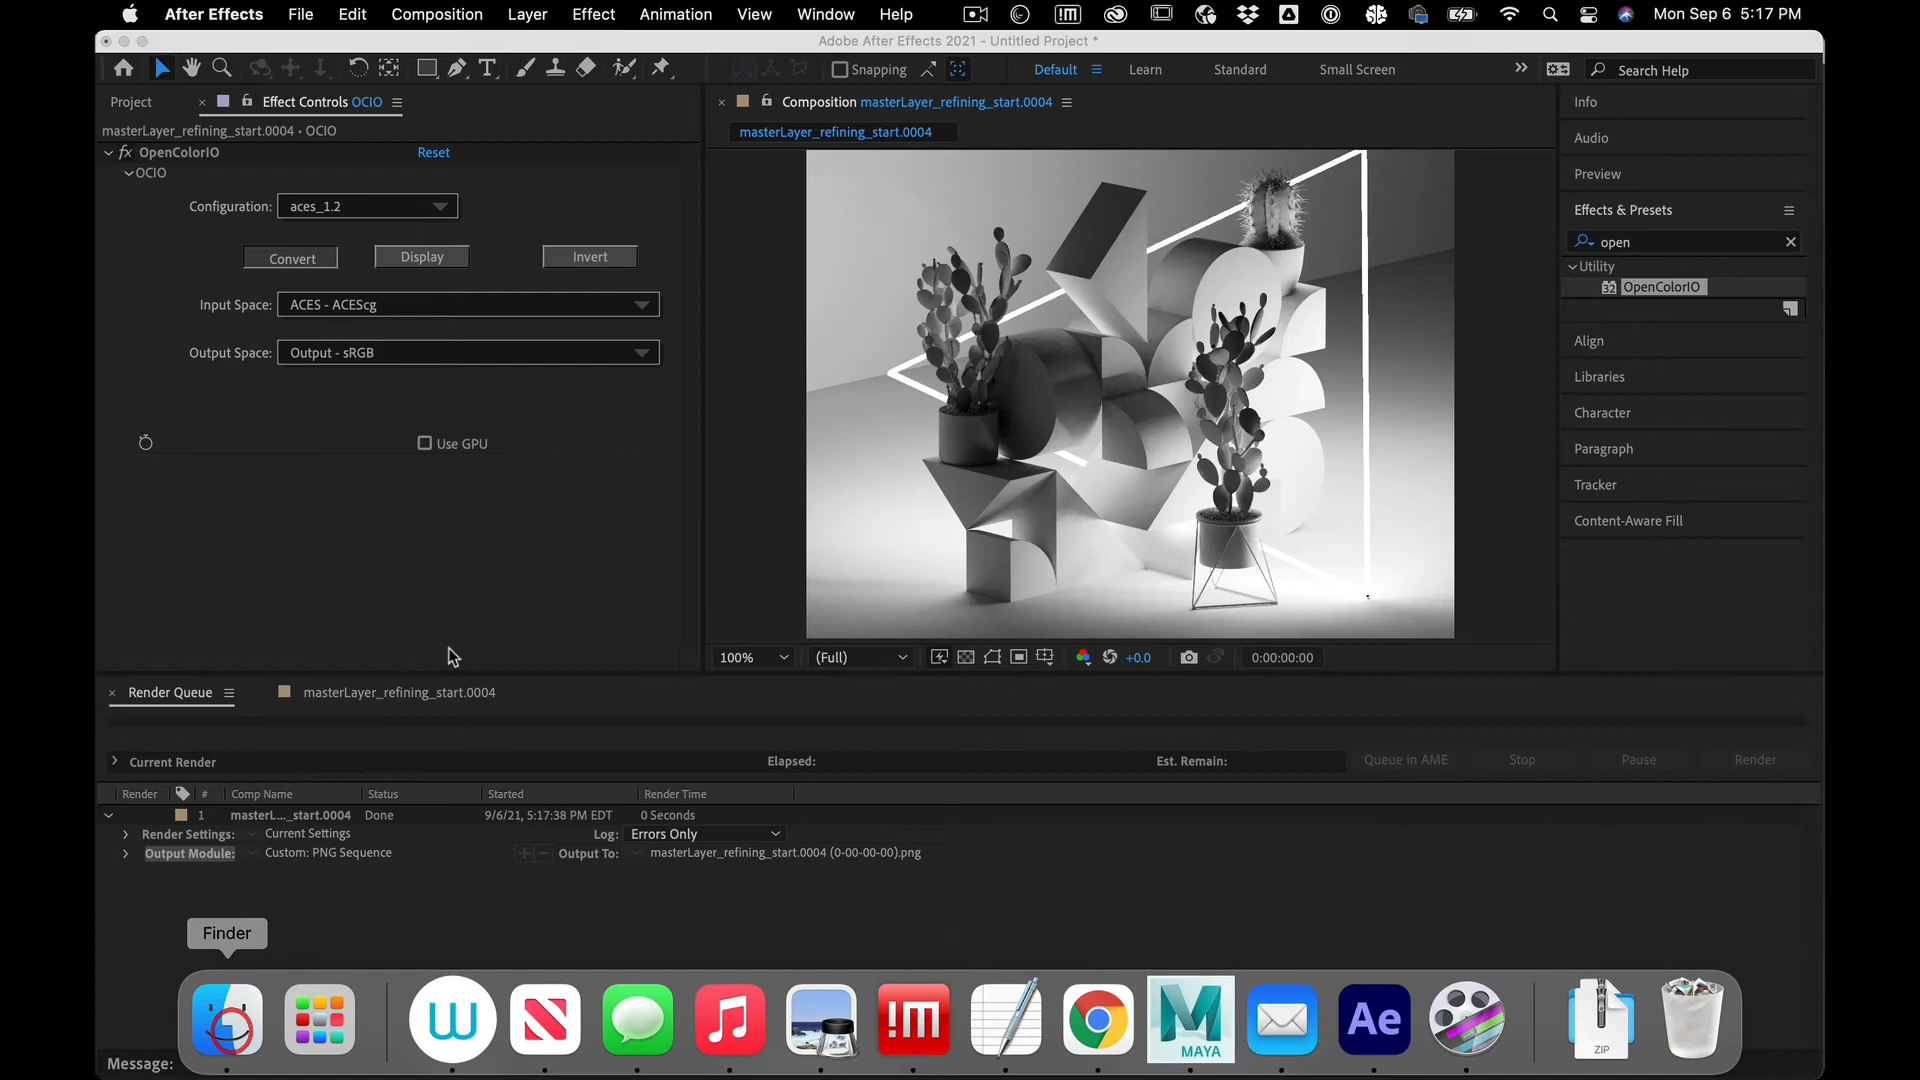 After Effects File Edit Composition Layer Effect Animation View Window Help Mon Sep 6 5:17 PM
Adobe After Effects 2021 - Untitled Project *
Snapping Default Learn Standard Small Screen Search Help
Project Effect Controls OCIO
masterLayer_refining_start.0004 • OCIO
fx OpenColorIO Reset
OCIO
Configuration: aces_1.2
Convert Display Invert
Input Space: ACES - ACEScg
Output Space: Output - sRGB
Use GPU
Composition masterLayer_refining_start.0004
masterLayer_refining_start.0004
100% (Full) +0.0 0:00:00:00
Info
Audio
Preview
Effects & Presets
open
Utility
32 OpenColorIO
Align
Libraries
Character
Paragraph
Tracker
Content-Aware Fill
Render Queue masterLayer_refining_start.0004
Current Render Elapsed: Est. Remain: Queue in AME Stop Pause Render
Render # Comp Name Status Started Render Time
1 masterL..._start.0004 Done 9/6/21, 5:17:38 PM EDT 0 Seconds
Render Settings: Current Settings Log: Errors Only
Output Module: Custom: PNG Sequence Output To: masterLayer_refining_start.0004 (0-00-00-00).png
Finder
W !M M MAYA Ae ZIP
Message: